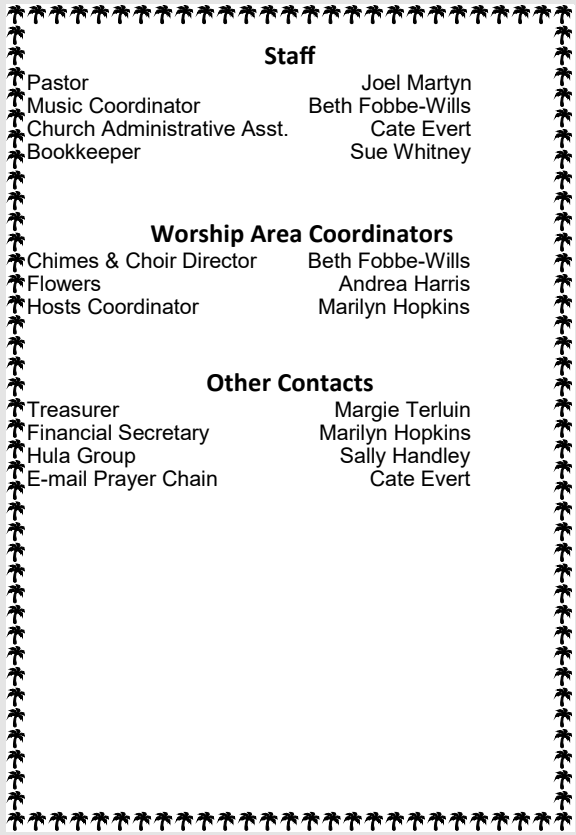 Staff
Pastor Joel Martyn
Music Coordinator Beth Fobbe-Wills
Church Administrative Asst. Cate Evert
Bookkeeper Sue Whitney
Worship Area Coordinators
Chimes & Choir Director Beth Fobbe-Wills
Flowers Andrea Harris
Hosts Coordinator Marilyn Hopkins
Other Contacts
Treasurer Margie Terluin
Financial Secretary Marilyn Hopkins
Hula Group Sally Handley
E-mail Prayer Chain Cate Evert